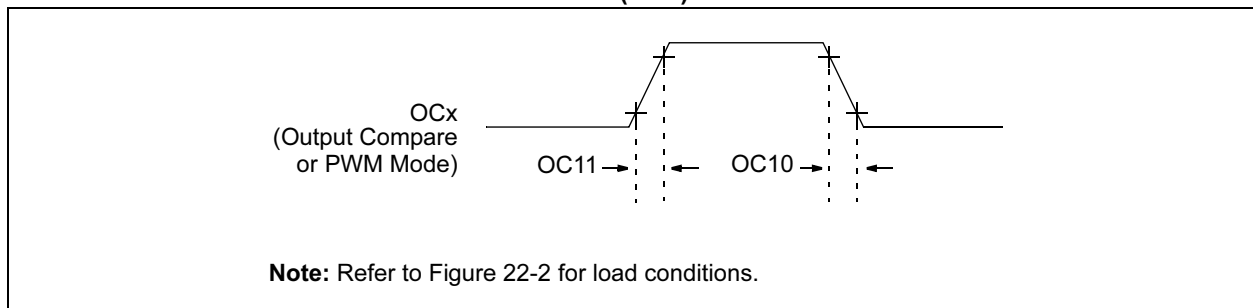 OCx
(Output Compare
or PWM Mode)
OC11
OC10
Note: Refer to Figure 22-2 for load conditions.